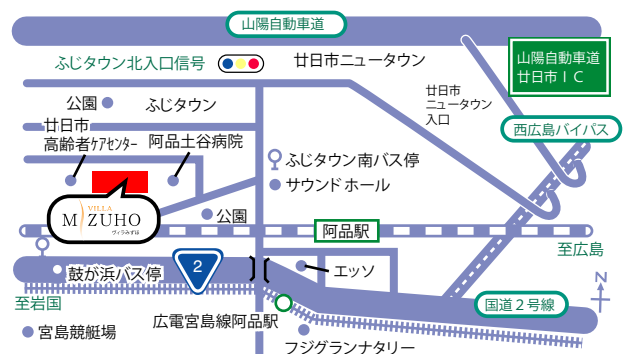 山陽自動車道
ふじタウン北入口信号
廿日市ニュータウン
山陽自動車道
廿日市ＩＣ
公園
ふじタウン
廿日市
ニュータウン
入口
廿日市
高齢者ケアセンター
阿品土谷病院
西広島バイパス
ふじタウン南バス停
サウンドホール
VILLA
MIZUHO
ヴィラみずほ
公園
阿品駅
至広島
鼓が浜バス停
2
エッソ
N
至岩国
国道２号線
宮島競艇場
広電宮島線阿品駅
フジグランナタリー